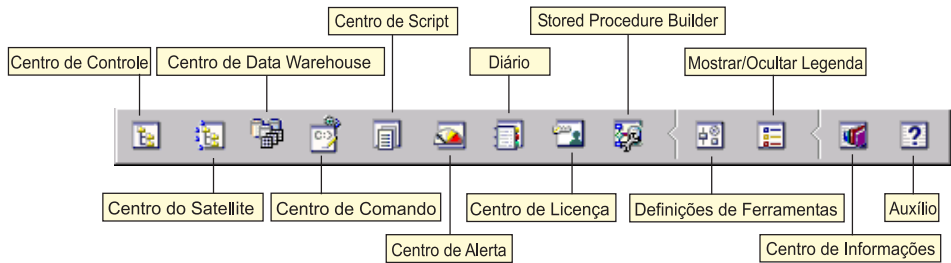 Centro de Script
Stored Procedure Builder
Centro de Controle
Centro de Data Warehouse
Diário
Mostrar/Ocultar Legenda
Centro do Satellite
Centro de Comando
Centro de Licença
Definições de Ferramentas
Auxílio
Centro de Alerta
Centro de Informações